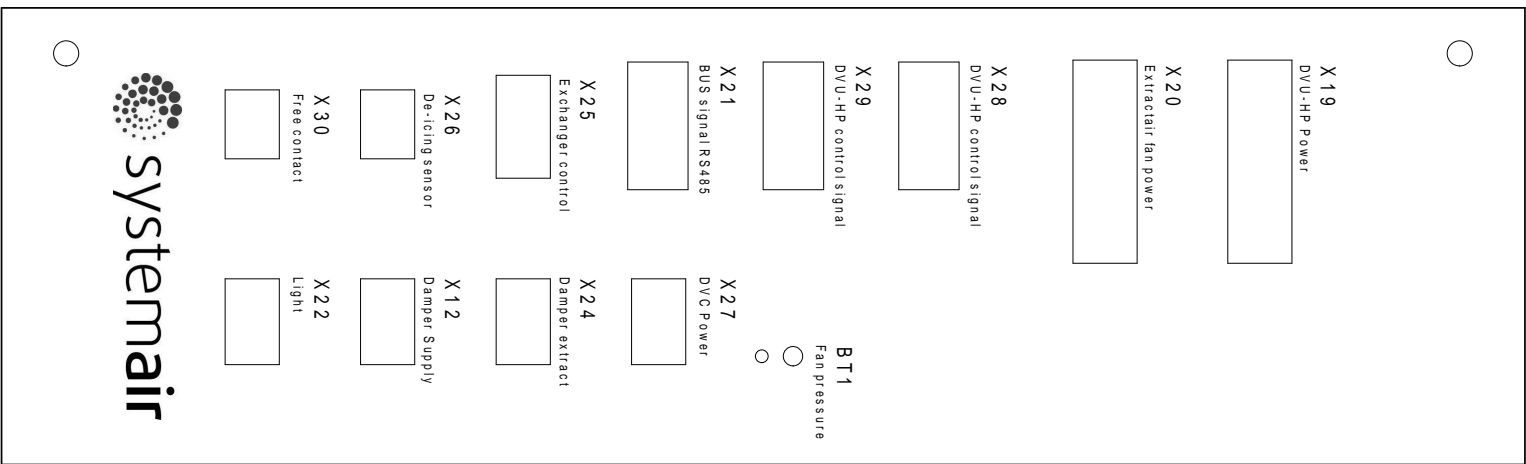 systemair
X30
Free contact
X26
De-icing sensor
X25
Exchanger control
X21
BUS signal RS485
X29
DVU-HP control signal
X28
DVU-HP control signal
X20
Extractair fan power
X19
DVU-HP Power
X22
Light
X12
Damper Supply
X24
Damper extract
X27
DVC Power
BT1
Fan pressure